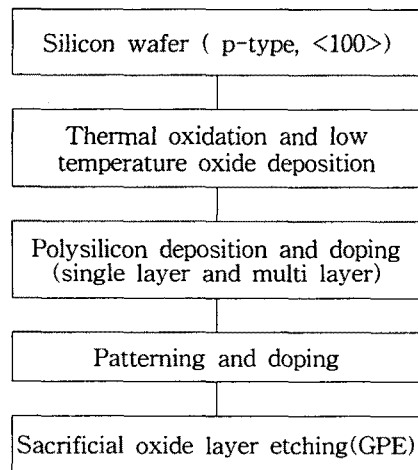 Silicon wafer ( p-type, <100>)
Thermal oxidation and low
temperature oxide deposition
Polysilicon deposition and doping
(single layer and multi layer)
Patterning and doping
Sacrificial oxide layer etching(GPE)